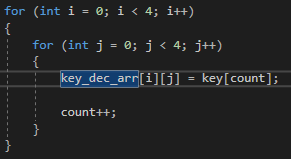 for (int i = 0; i < 4; i++)
{
for (int j = 0; j < 4; j++)
{
key_dec_arr[i][j] = key[count];
count++;
}
}